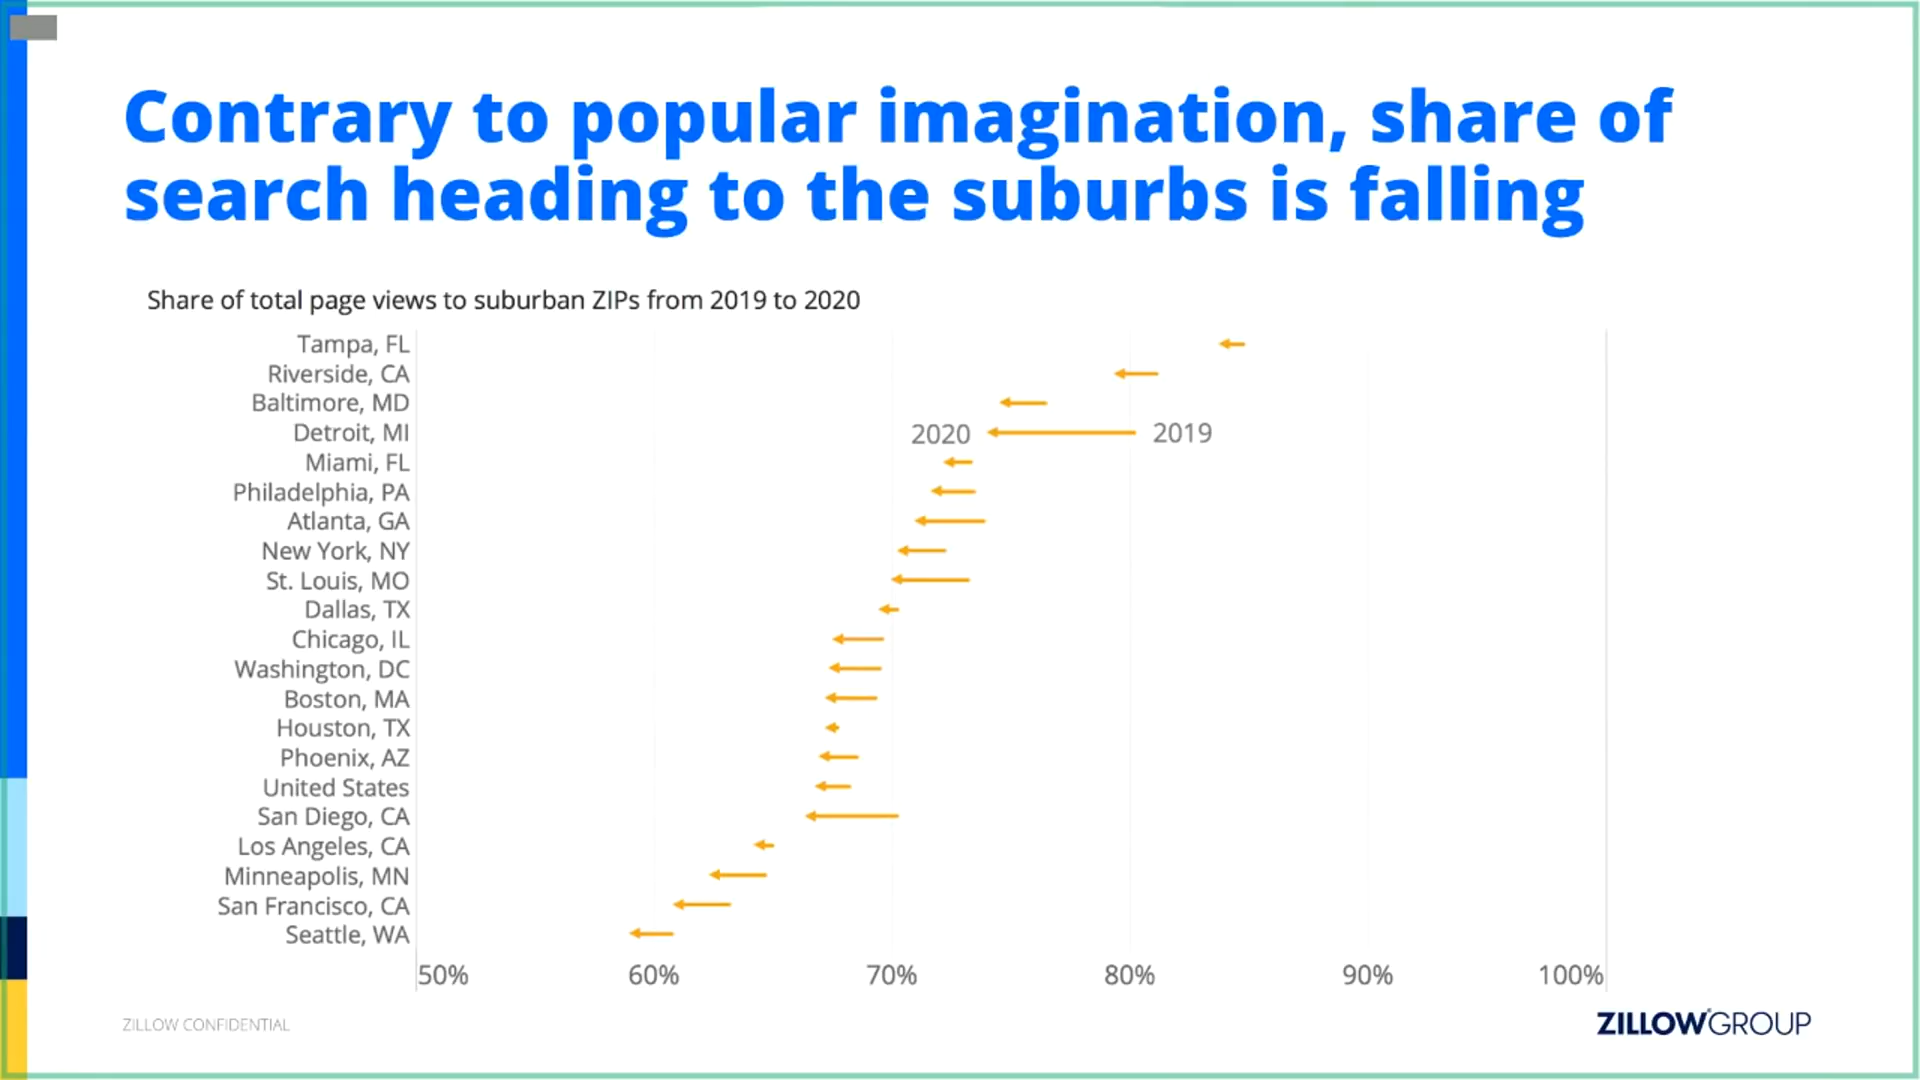 Contrary to popular imagination, share of
search heading to the suburbs is falling
Share of total page views to suburban ZIPs from 2019 to 2020
Tampa, FL
Riverside, CA
Baltimore, MD
Detroit, MI
2020
2019
Miami, FL
Philadelphia, PA
Atlanta, GA
New York, NY
St. Louis, MO
Dallas, TX
Chicago, IL
Washington, DC
Boston, MA
Houston, TX
Phoenix, AZ
United States
San Diego, CA
Los Angeles, CA
Minneapolis, MN
San Francisco, CA
Seattle, WA
50% 60% 70% 80% 90% 100%
ZILLOW CONFIDENTIAL
ZILLOW GROUP